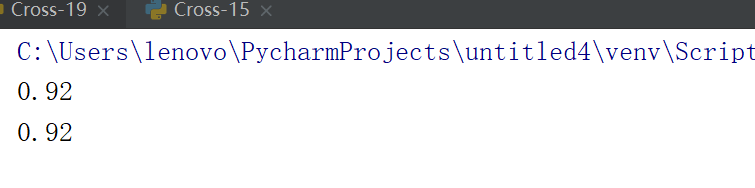 Cross-19 × Cross-15 ×
C:\Users\lenovo\PycharmProjects\untitled4\venv\Script
0.92
0.92